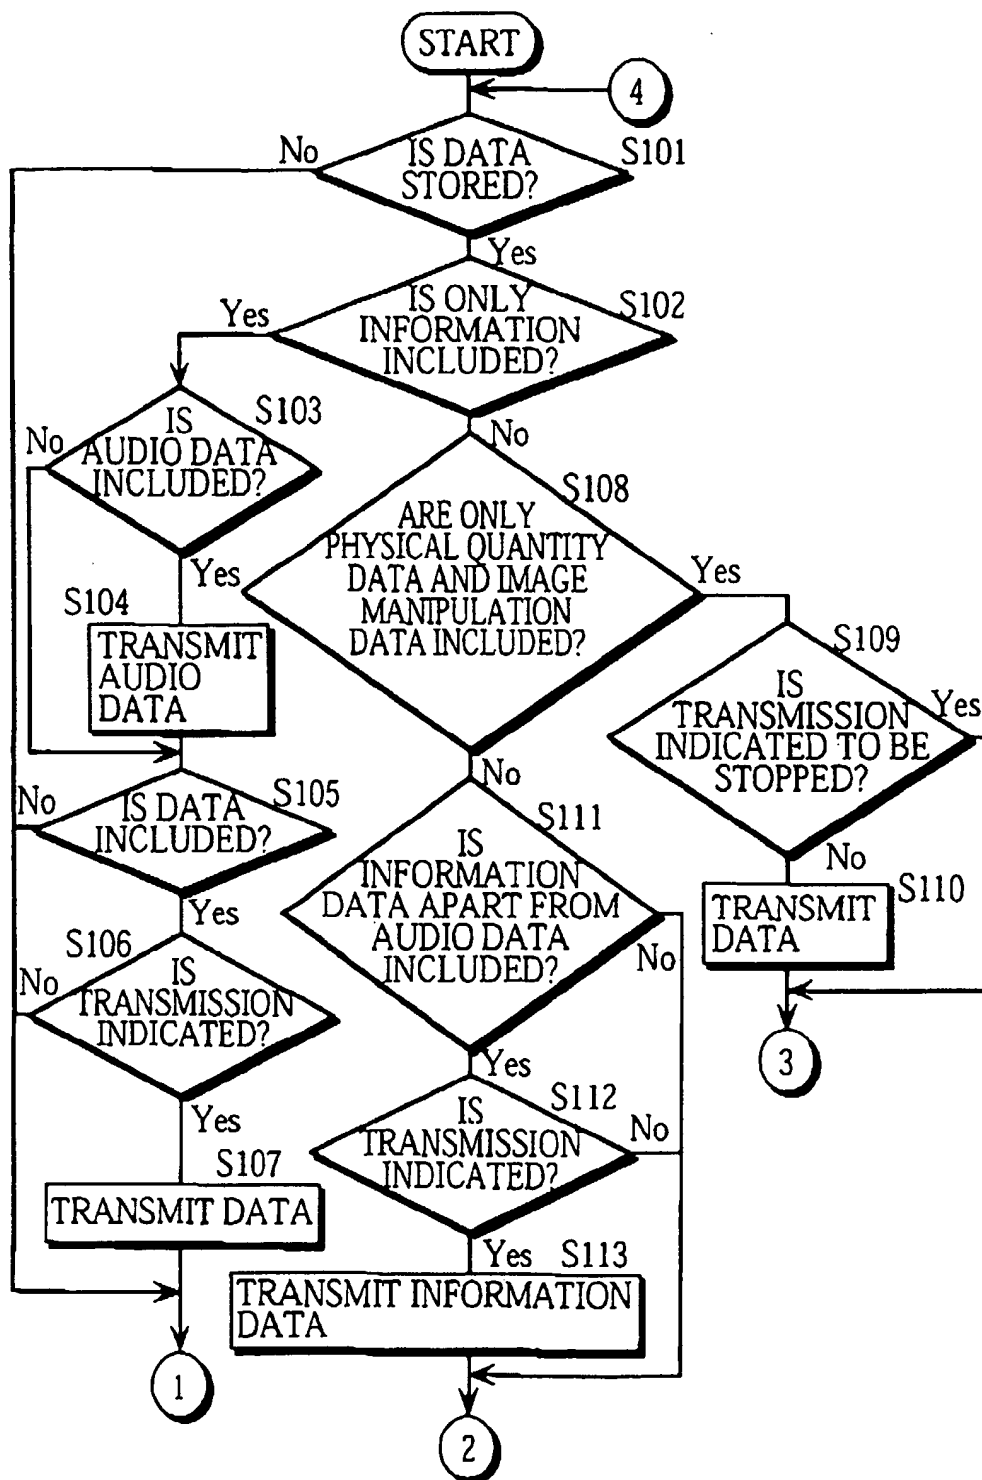 START
4
No
IS DATA
STORED?
S101
Yes
IS ONLY
INFORMATION
INCLUDED?
S102
Yes
No
IS
AUDIO DATA
INCLUDED?
S103
No
Yes
S104
TRANSMIT
AUDIO
DATA
ARE ONLY
PHYSICAL QUANTITY
DATA AND IMAGE
MANIPULATION
DATA INCLUDED?
S108
Yes
No
IS
TRANSMISSION
INDICATED TO BE
STOPPED?
S109
Yes
No
S110
TRANSMIT
DATA
3
No
IS DATA
INCLUDED?
S105
Yes
S106
No
IS
TRANSMISSION
INDICATED?
Yes
S107
TRANSMIT DATA
1
IS
INFORMATION
DATA APART FROM
AUDIO DATA
INCLUDED?
S111
No
Yes
IS
TRANSMISSION
INDICATED?
S112
No
Yes
S113
TRANSMIT INFORMATION
DATA
2